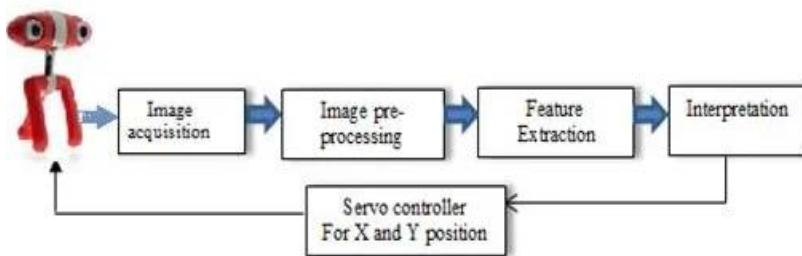 Image
acquisition
Image pre-
processing
Feature
Extraction
Interpretation
Servo controller
For X and Y position